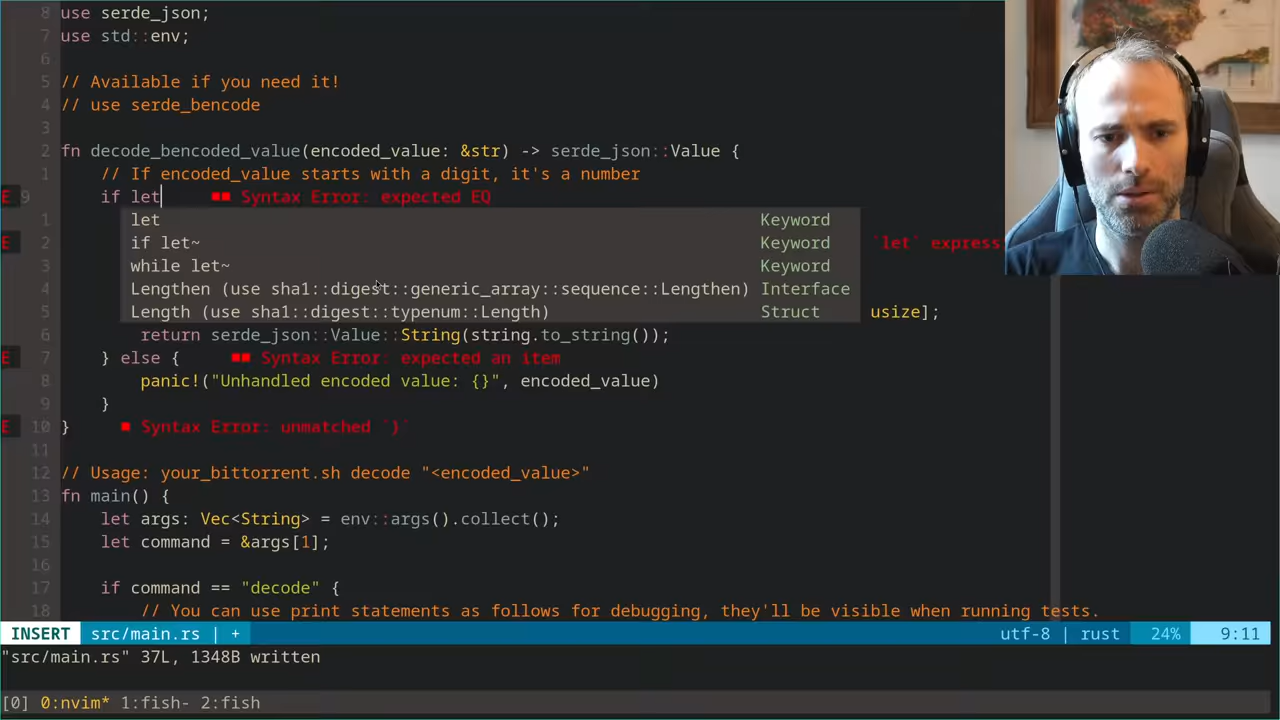 8 use serde_json;
7 use std::env;
6
5 // Available if you need it!
4 // use serde_bencode
3
2 fn decode_bencoded_value(encoded_value: &str) -> serde_json::Value {
1 // If encoded_value starts with a digit, it's a number
E 9 if let ■■ Syntax Error: expected EQ
1 let Keyword
E 2 if let~ Keyword `let` express
3 while let~ Keyword
4 Lengthen (use sha1::digest::generic_array::sequence::Lengthen) Interface
5 Length (use sha1::digest::typenum::Length) Struct usize];
6 return serde_json::Value::String(string.to_string());
E 7 } else { ■■ Syntax Error: expected an item
8 panic!("Unhandled encoded value: {}", encoded_value)
9 }
E 10 } ■ Syntax Error: unmatched `}`
11
12 // Usage: your_bittorrent.sh decode "<encoded_value>"
13 fn main() {
14 let args: Vec<String> = env::args().collect();
15 let command = &args[1];
16
17 if command == "decode" {
18 // You can use print statements as follows for debugging, they'll be visible when running tests.
INSERT src/main.rs | + utf-8 | rust 24% 9:11
"src/main.rs" 37L, 1348B written
[0] 0:nvim* 1:fish- 2:fish